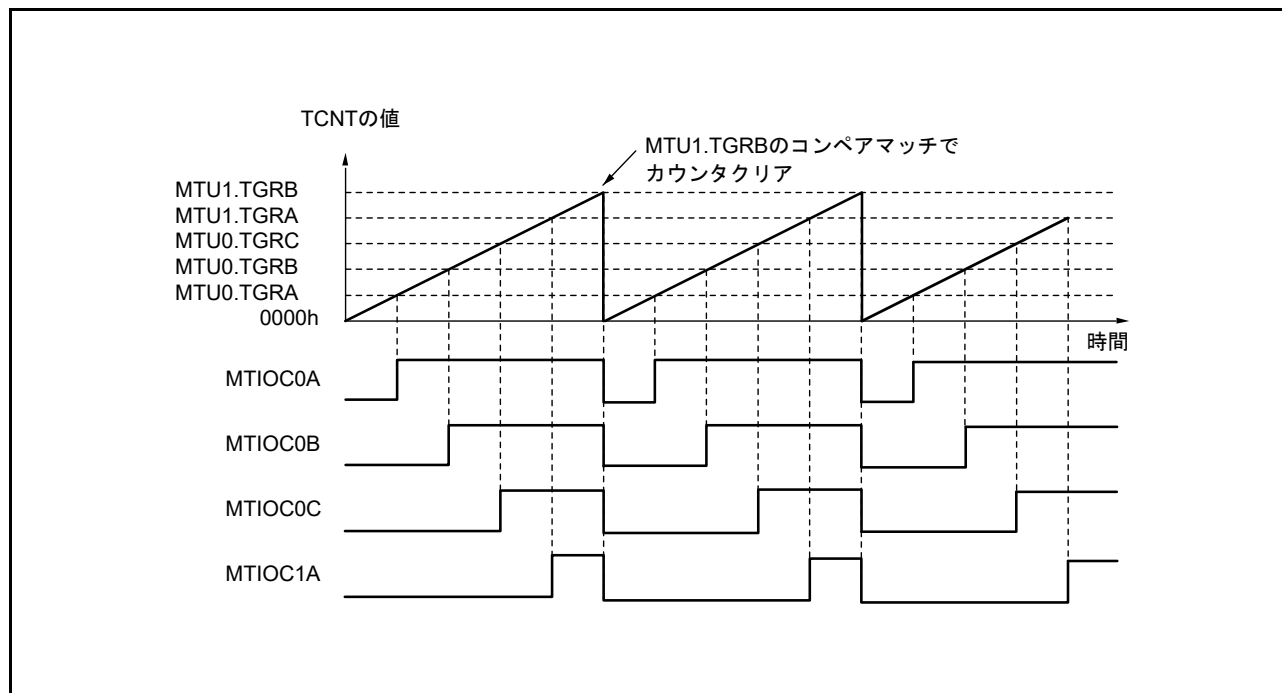 TCNTの値
MTU1.TGRBのコンペアマッチで
カウンタクリア
MTU1.TGRB
MTU1.TGRA
MTU0.TGRC
MTU0.TGRB
MTU0.TGRA
0000h
時間
MTIOC0A
MTIOC0B
MTIOC0C
MTIOC1A